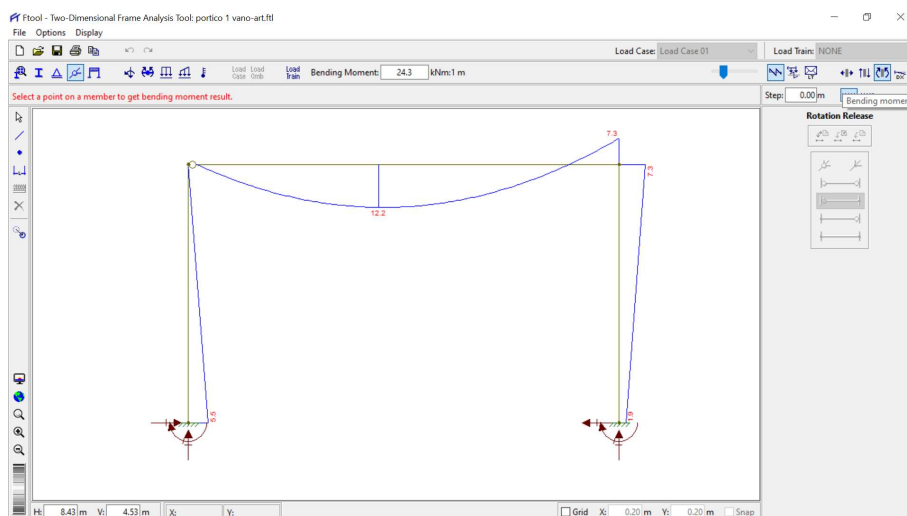 Ftool - Two-Dimensional Frame Analysis Tool: portico 1 vano-art.ftl
File Options Display
Load Case: Load Case 01 Load Train: NONE
Load Case Load Cmb Load Train Bending Moment: 24.3 kNm:1 m
Select a point on a member to get bending moment result. Step: 0.00 m
Bending momen
Rotation Release
7.3
7.3
12.2
5.5
1.9
H: 8.43 m V: 4.53 m X: Y: Grid X: 0.20 m Y: 0.20 m Snap